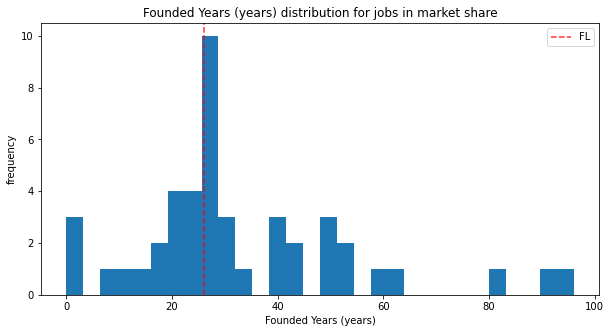 Founded Years (years) distribution for jobs in market share
FL
10
8
6
4
2
0
frequency
0 20 40 60 80 100
Founded Years (years)